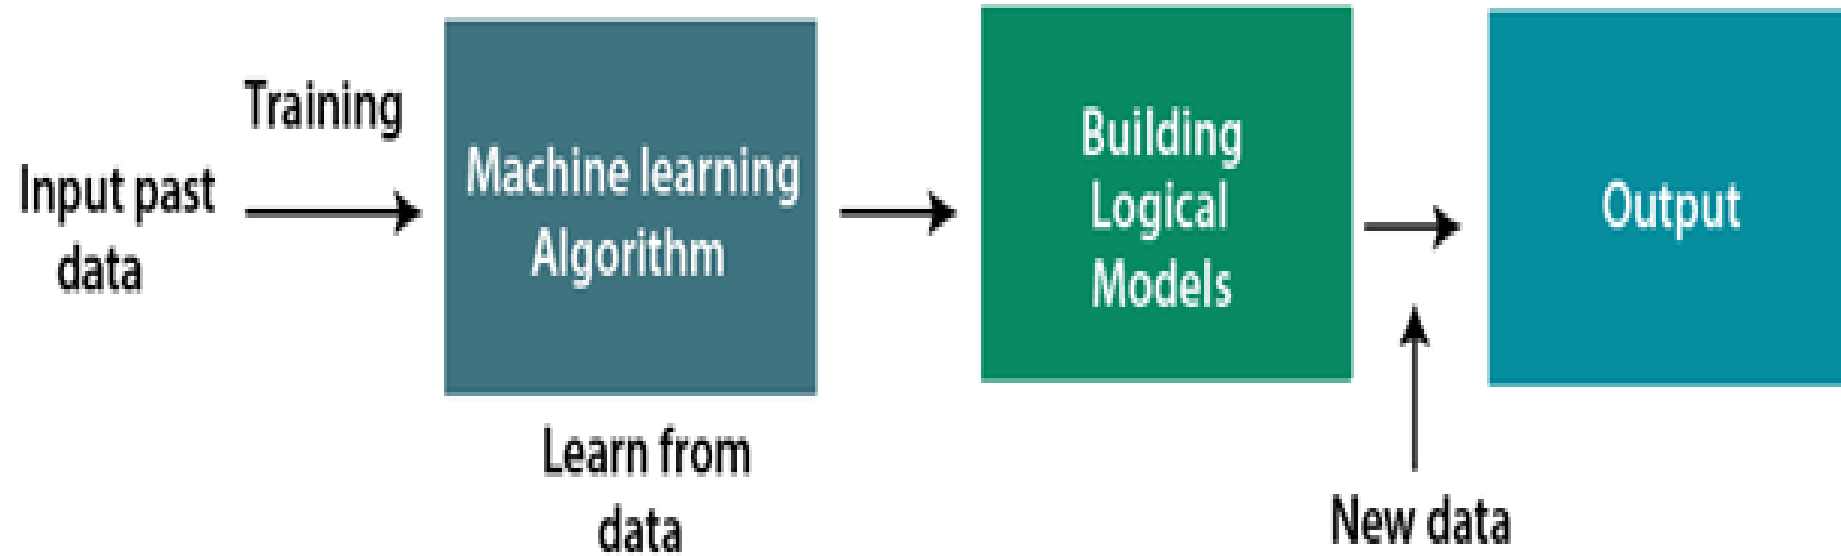 Training
Input past
data
Machine learning
Algorithm
Learn from
data
Building
Logical
Models
New data
Output